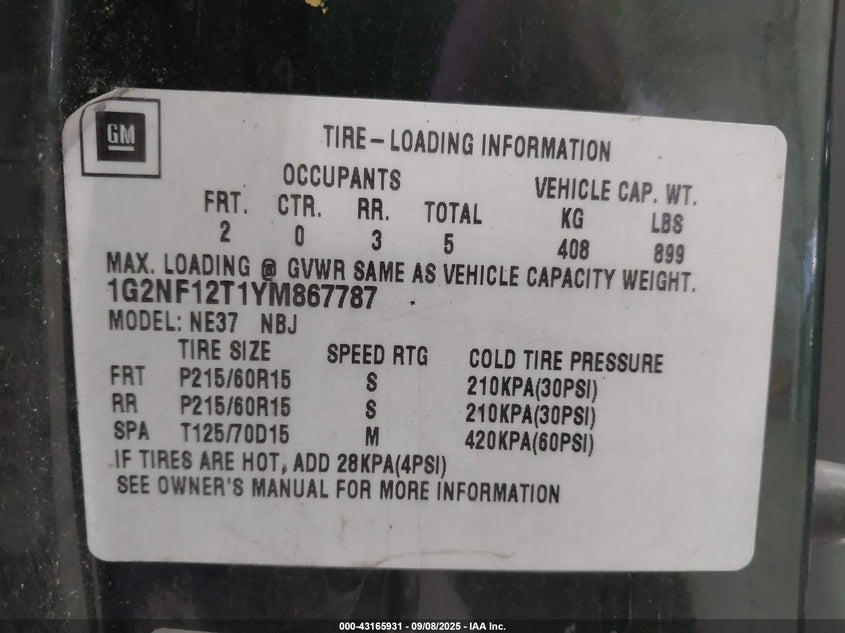 GM
TIRE-LOADING INFORMATION
OCCUPANTS VEHICLE CAP. WT.
FRT. CTR. RR. TOTAL KG LBS
2 0 3 5 408 899
MAX. LOADING @ GVWR SAME AS VEHICLE CAPACITY WEIGHT.
1G2NF12T1YM867787
MODEL: NE37 NBJ
TIRE SIZE SPEED RTG COLD TIRE PRESSURE
FRT P215/60R15 S 210KPA(30PSI)
RR P215/60R15 S 210KPA(30PSI)
SPA T125/70D15 M 420KPA(60PSI)
IF TIRES ARE HOT, ADD 28KPA(4PSI)
SEE OWNER'S MANUAL FOR MORE INFORMATION
000-43165931 - 09/08/2025 - IAA Inc.